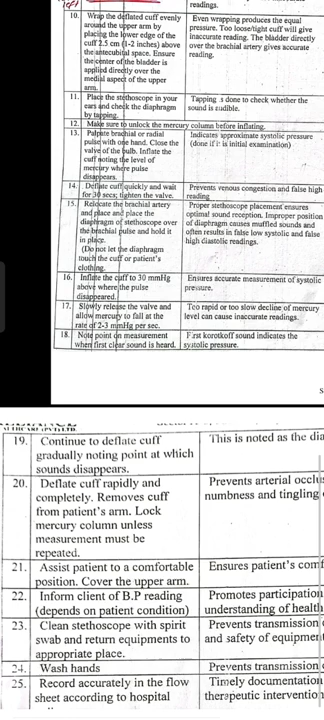 left
readings.
10. Wrap the deflated cuff evenly
around the upper arm by
placing the lower edge of the
cuff 2.5 cm (1-2 inches) above
the antecubital space. Ensure
the center of the bladder is
applied directly over the
medial aspect of the upper
arm.
Even wrapping produces the equal
pressure. Too loose/tight cuff will give
inaccurate reading. The bladder directly
over the brachial artery gives accurate
reading.
11. Place the stethoscope in your
ears and check the diaphragm
by tapping
Tapping is done to check whether the
sound is audible.
12. Make sure to unlock the mercury column before inflating.
13. Palpate brachial or radial
pulse with one hand. Close the
valve of the bulb. Inflate the
cuff noting the level of
mercury where pulse
disappears.
Indicates approximate systolic pressure
(done if it is initial examination)
14. Deflate cuff quickly and wait
for 30 secs; tighten the valve.
Prevents venous congestion and false high
reading
15. Relocate the brachial artery
and place and place the
diaphragm of stethoscope over
the brachial pulse and hold it
in place.
(Do not let the diaphragm
touch the cuff or patient's
clothing.
Proper stethoscope placement ensures
optimal sound reception. Improper position
of diaphragm causes muffled sounds and
often results in false low systolic and false
high diastolic readings.
16. Inflate the cuff to 30 mmHg
above where the pulse
disappeared.
Ensures accurate measurement of systolic
pressure.
17. Slowly release the valve and
allow mercury to fall at the
rate of 2-3 mmHg per sec.
Too rapid or too slow decline of mercury
level can cause inaccurate readings.
18. Note point on measurement
when first clear sound is heard.
First korotkoff sound indicates the
systolic pressure.
S
19. Continue to deflate cuff
gradually noting point at which
sounds disappears.
This is noted as the dia
20. Deflate cuff rapidly and
completely. Removes cuff
from patient's arm. Lock
mercury column unless
measurement must be
repeated.
Prevents arterial occlus
numbness and tingling
21. Assist patient to a comfortable
position. Cover the upper arm.
Ensures patient's comf
22. Inform client of B.P reading
(depends on patient condition)
Promotes participation
understanding of health
23. Clean stethoscope with spirit
swab and return equipments to
appropriate place.
Prevents transmission
and safety of equipment
24. Wash hands
Prevents transmission
25. Record accurately in the flow
sheet according to hospital
Timely documentation
therapeutic intervention